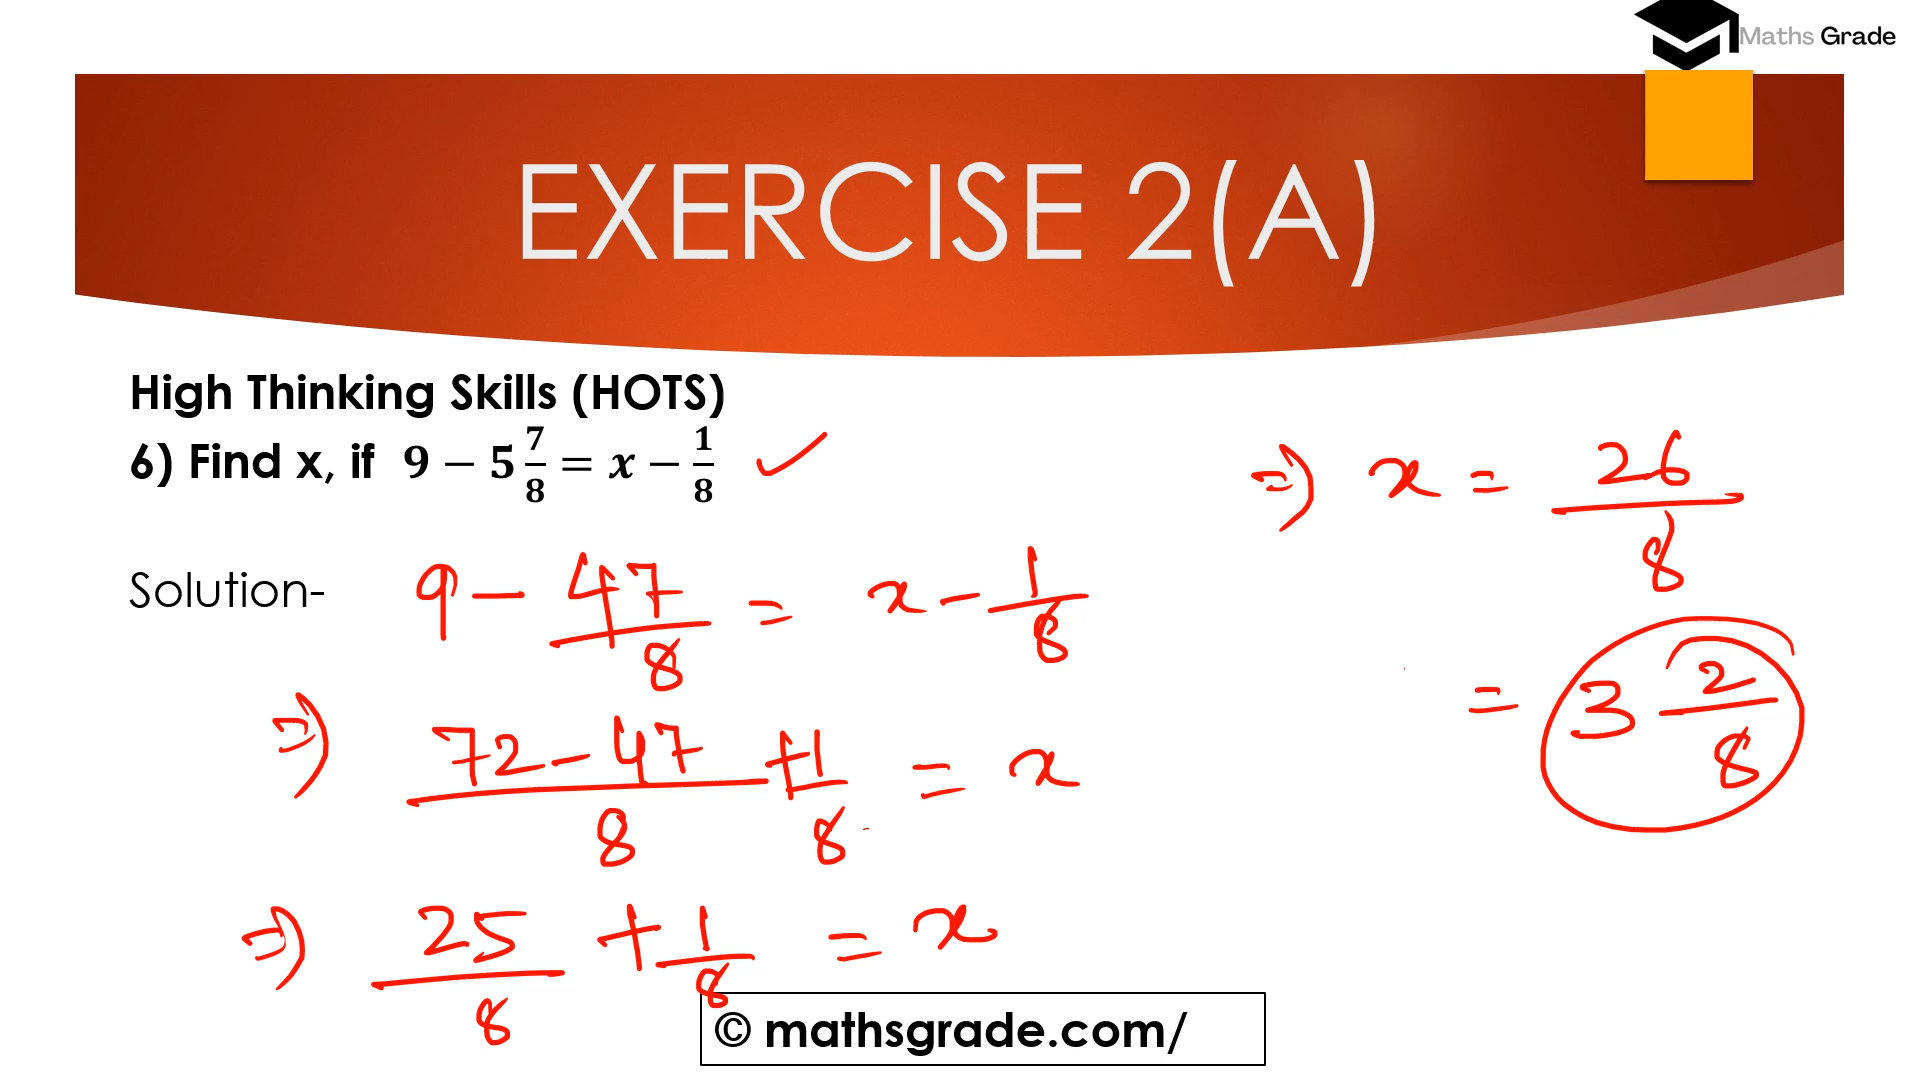 Maths Grade
EXERCISE 2(A)
High Thinking Skills (HOTS)
6) Find x, if 9 − 5 7/8 = x − 1/8
Solution- 9 − 47/8 = x − 1/8
⇒ (72 − 47)/8 + 1/8 = x
⇒ 25/8 + 1/8 = x
⇒ x = 26/8
= 3 2/8
© mathsgrade.com/